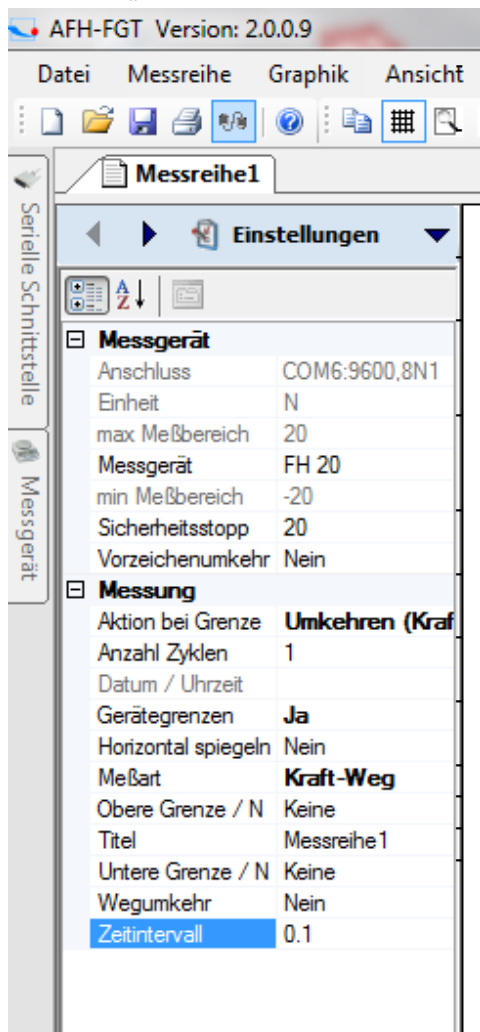 AFH-FGT Version: 2.0.0.9
Datei Messreihe Graphik Ansicht
Messreihe1
Serielle Schnittstelle
Messgerät
Einstellungen
Messgerät
Anschluss COM6:9600,8N1
Einheit N
max Meßbereich 20
Messgerät FH 20
min Meßbereich -20
Sicherheitsstopp 20
Vorzeichenumkehr Nein
Messung
Aktion bei Grenze Umkehren (Kraf
Anzahl Zyklen 1
Datum / Uhrzeit
Gerätegrenzen Ja
Horizontal spiegeln Nein
Meßart Kraft-Weg
Obere Grenze / N Keine
Titel Messreihe1
Untere Grenze / N Keine
Wegumkehr Nein
Zeitintervall 0.1